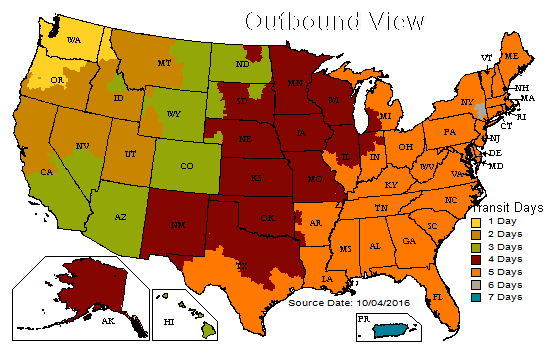 Outbound View
WA
OR
MT
ID
ND
MN
SD
WY
WI
MI
NE
IA
NV
UT
CO
CA
AZ
NM
KS
MO
OK
TX
IL
IN
OH
KY
TN
AR
LA
MS
AL
GA
FL
SC
NC
VA
WV
PA
NY
VT
ME
NH
MA
RI
CT
NJ
DE
MD
Transit Days
1 Day
2 Days
3 Days
4 Days
5 Days
6 Days
7 Days
Source Date: 10/04/2016
AK
HI
PR